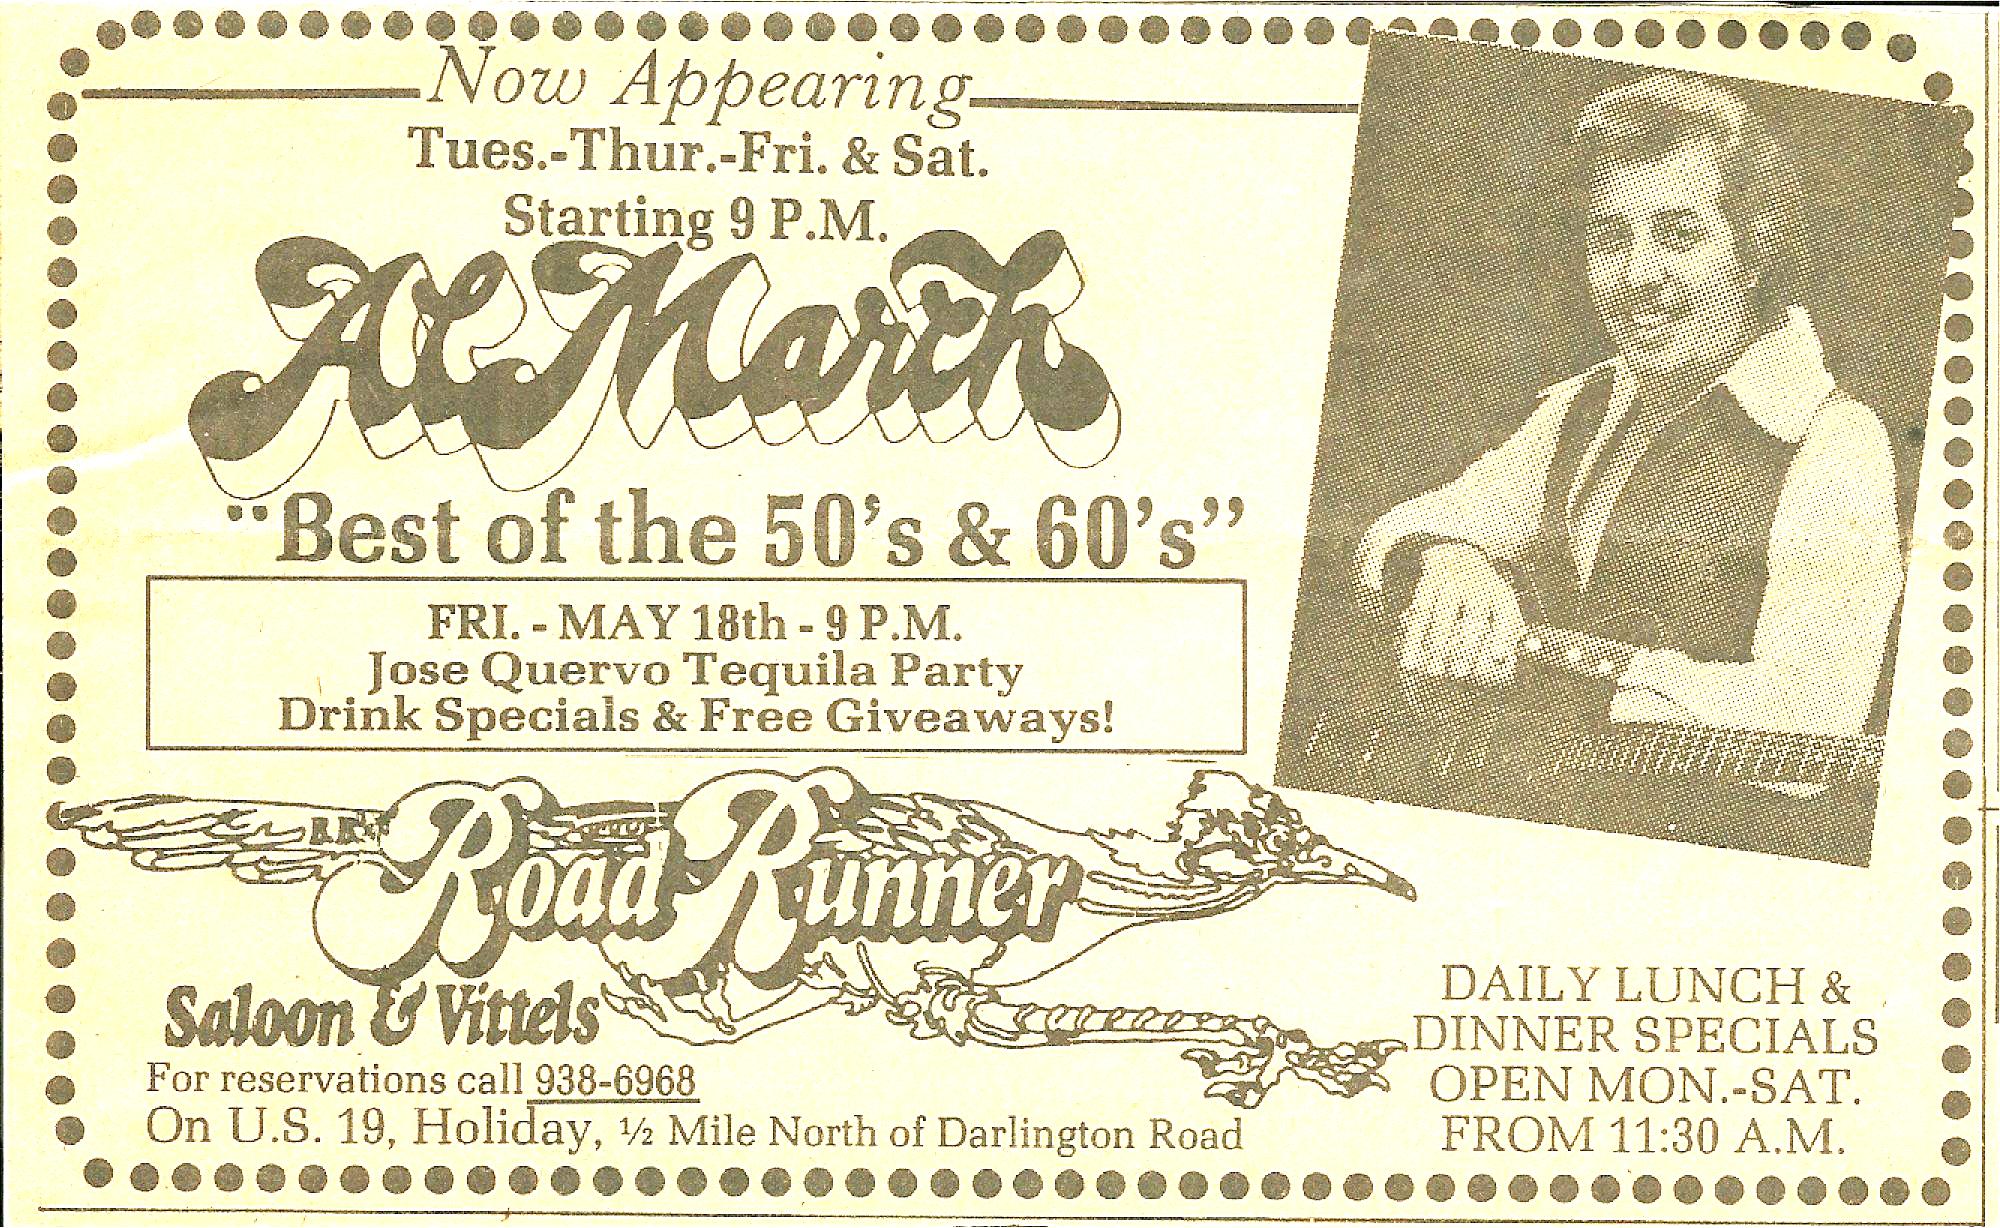 Now Appearing
Tues.-Thur.-Fri. & Sat.
Starting 9 P.M.
Al March
"Best of the 50's & 60's"
FRI. - MAY 18th - 9 P.M.
Jose Quervo Tequila Party
Drink Specials & Free Giveaways!
Road Runner
Saloon & Vittels
For reservations call 938-6968
On U.S. 19, Holiday, ½ Mile North of Darlington Road
DAILY LUNCH &
DINNER SPECIALS
OPEN MON.-SAT.
FROM 11:30 A.M.